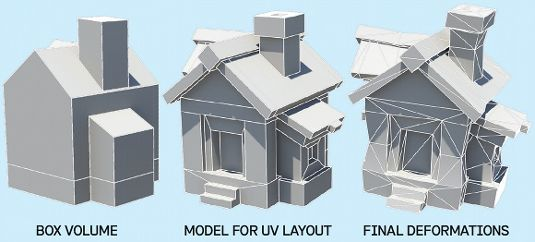 BOX VOLUME
MODEL FOR UV LAYOUT
FINAL DEFORMATIONS